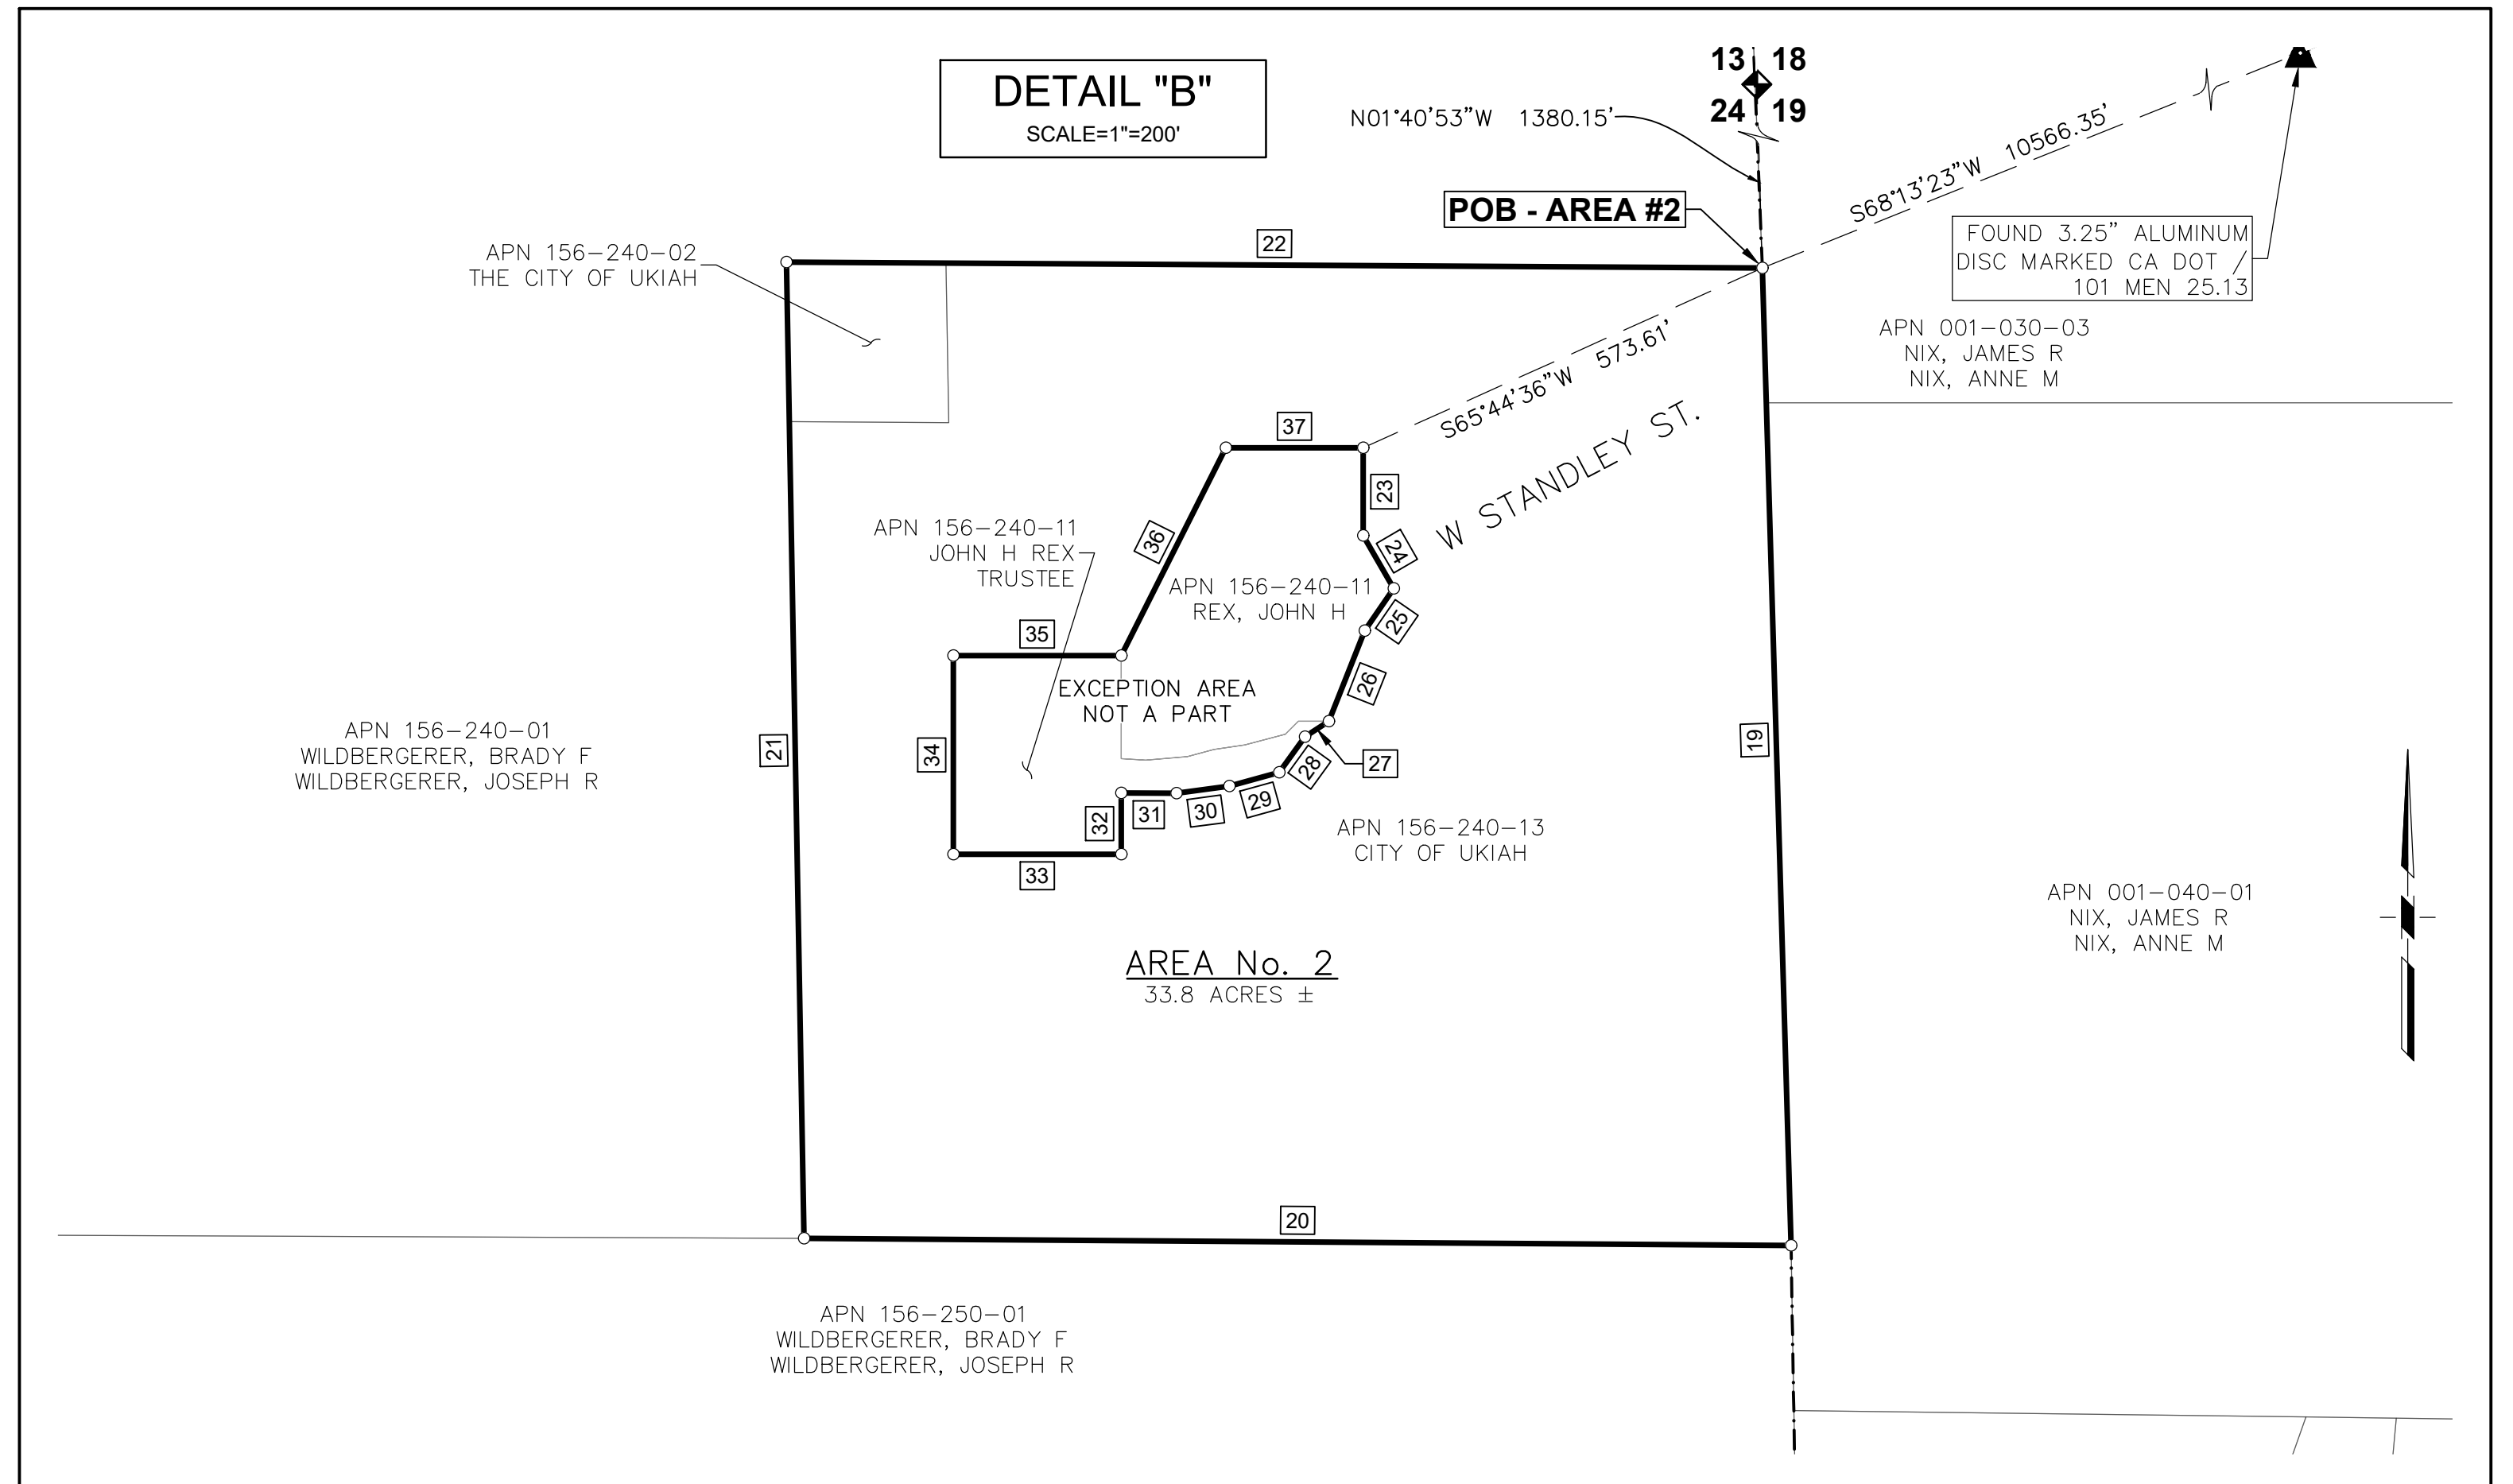 DETAIL "B"
SCALE=1"=200'
13 18
24 19
N01°40'53"W 1380.15'
S68°13'23"W 10566.35'
POB - AREA #2
FOUND 3.25" ALUMINUM
DISC MARKED CA DOT /
101 MEN 25.13
22
APN 156-240-02
THE CITY OF UKIAH
APN 001-030-03
NIX, JAMES R
NIX, ANNE M
S65°44'36"W 573.61'
W STANDLEY ST.
37
23
24
25
26
27
28
29
30
31
32
33
34
35
36
APN 156-240-11
JOHN H REX
TRUSTEE
APN 156-240-11
REX, JOHN H
EXCEPTION AREA
NOT A PART
APN 156-240-01
WILDBERGERER, BRADY F
WILDBERGERER, JOSEPH R
21
19
APN 156-240-13
CITY OF UKIAH
APN 001-040-01
NIX, JAMES R
NIX, ANNE M
AREA No. 2
33.8 ACRES ±
20
APN 156-250-01
WILDBERGERER, BRADY F
WILDBERGERER, JOSEPH R